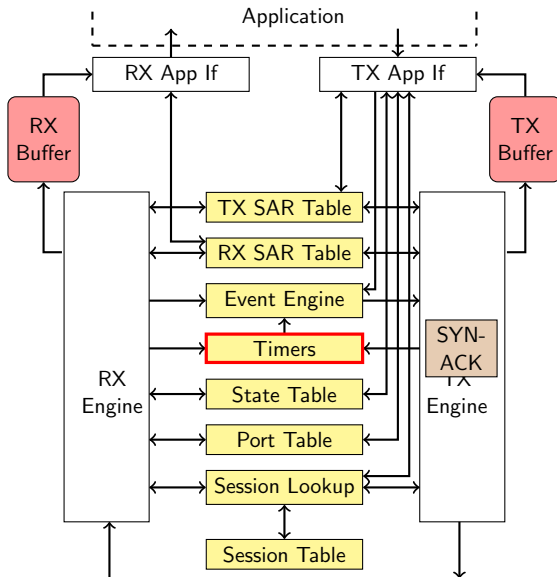 Application
RX App If
TX App If
RX
Buffer
TX
Buffer
TX SAR Table
RX SAR Table
Event Engine
Timers
SYN-
ACK
RX
Engine
TX
Engine
State Table
Port Table
Session Lookup
Session Table